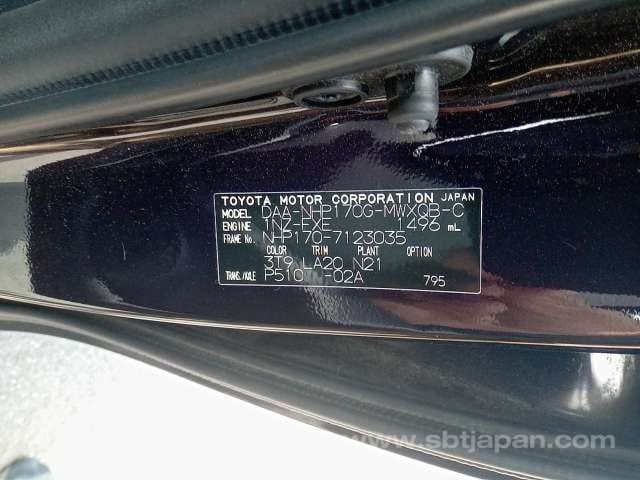 TOYOTA MOTOR CORPORATION JAPAN
MODEL DAA-NHP170G-MWXQB-C
ENGINE 1NZ-FXE 1496 mL
FRAME No. NHP170-7123035
COLOR TRIM PLANT OPTION
3T9 LA20 N21
TRANS./AXLE P510 -02A 795
www.sbtjapan.com